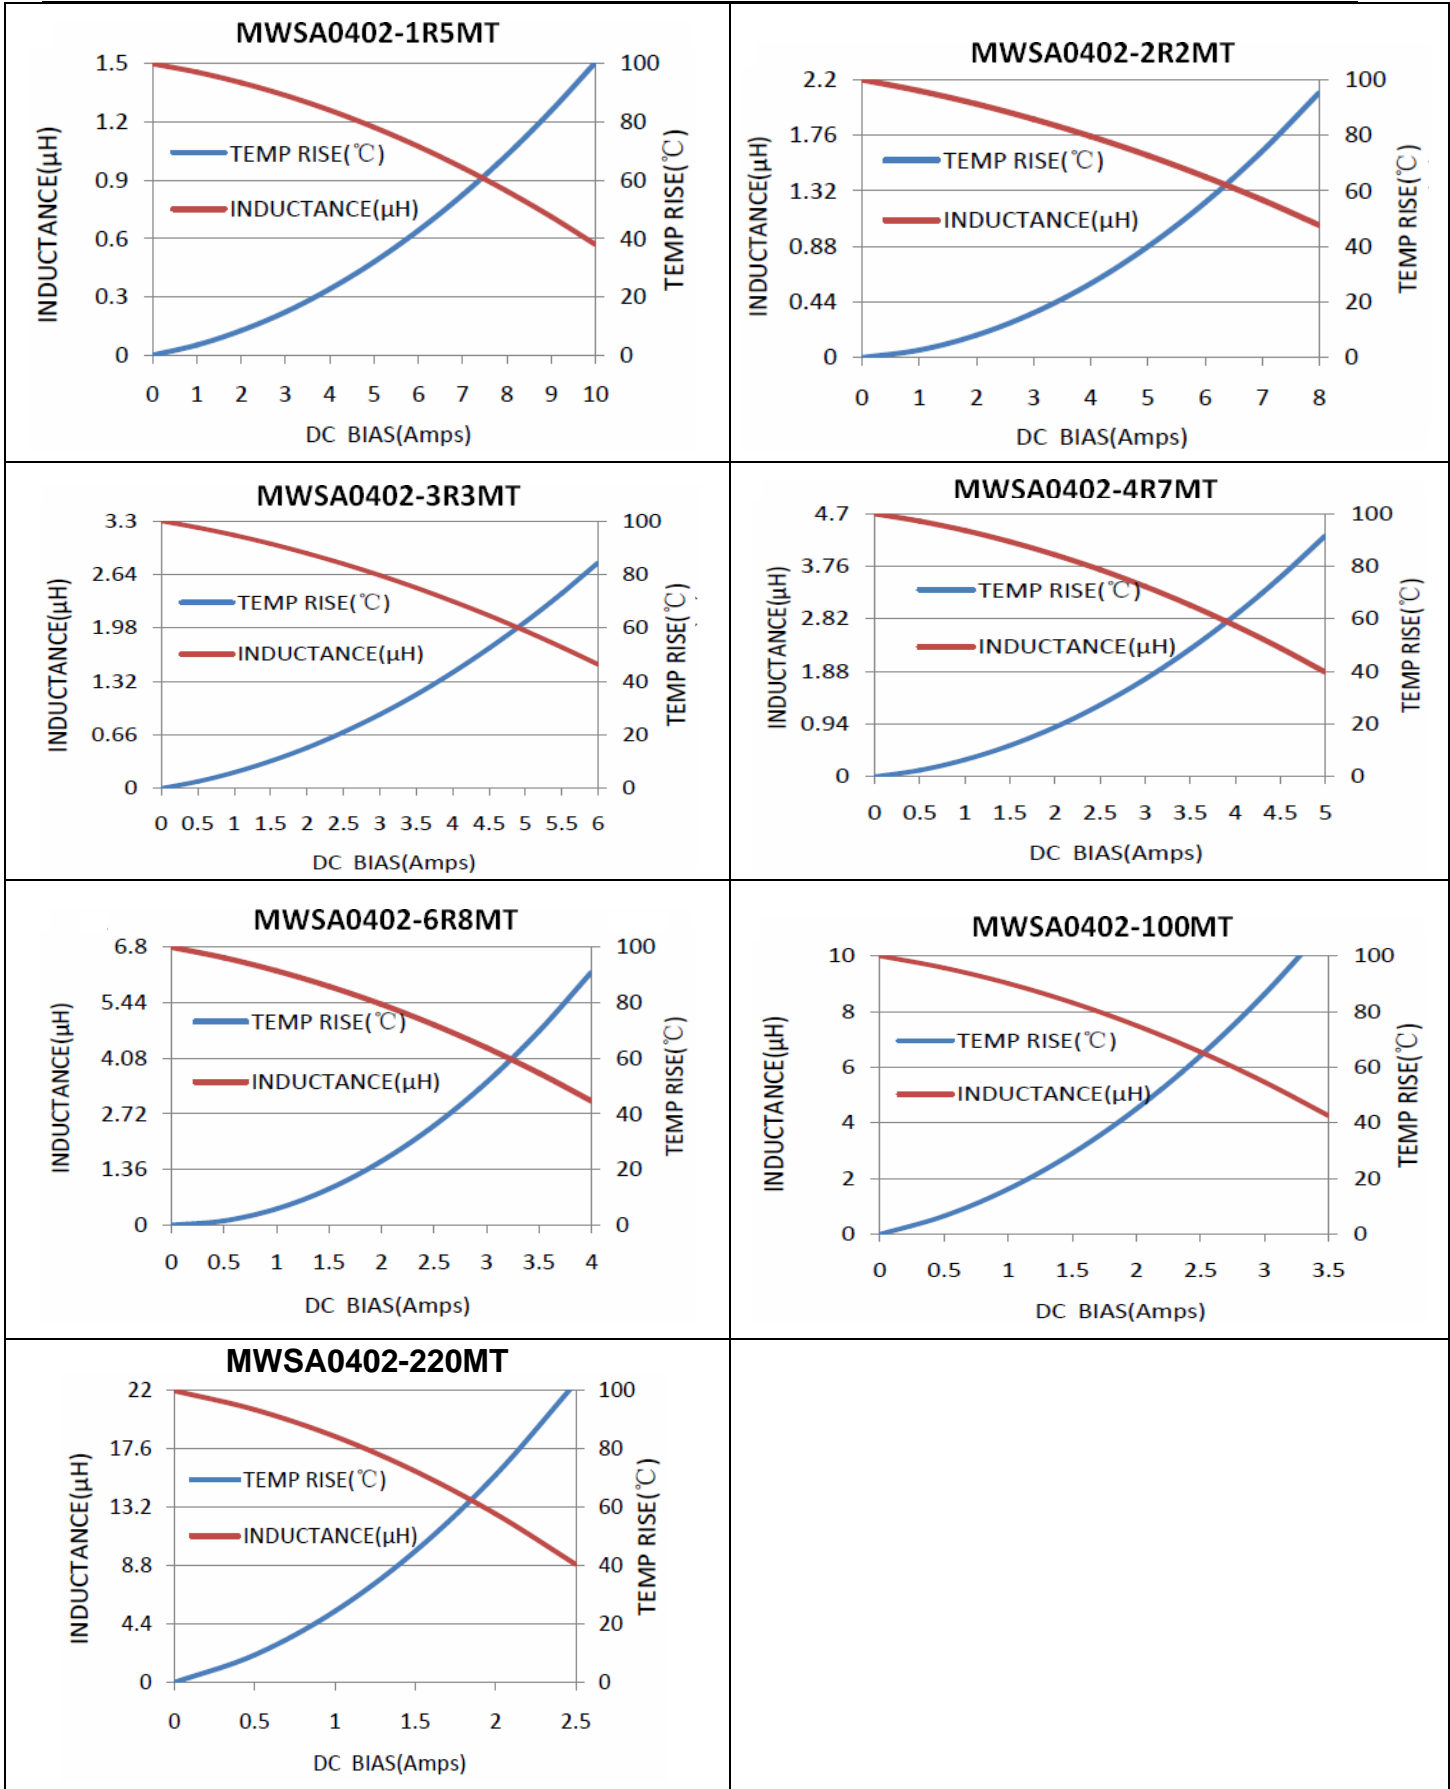 MWSA0402-1R5MT
1.5
1.2
0.9
0.6
0.3
0
100
80
60
40
20
0
INDUCTANCE(μH)
TEMP RISE(℃)
TEMP RISE(℃)
INDUCTANCE(μH)
0 1 2 3 4 5 6 7 8 9 10
DC BIAS(Amps)
MWSA0402-2R2MT
2.2
1.76
1.32
0.88
0.44
0
100
80
60
40
20
0
INDUCTANCE(μH)
TEMP RISE(℃)
TEMP RISE(℃)
INDUCTANCE(μH)
0 1 2 3 4 5 6 7 8
DC BIAS(Amps)
MWSA0402-3R3MT
3.3
2.64
1.98
1.32
0.66
0
100
80
60
40
20
0
INDUCTANCE(μH)
TEMP RISE(℃)
TEMP RISE(℃)
INDUCTANCE(μH)
0 0.5 1 1.5 2 2.5 3 3.5 4 4.5 5 5.5 6
DC BIAS(Amps)
MWSA0402-4R7MT
4.7
3.76
2.82
1.88
0.94
0
100
80
60
40
20
0
INDUCTANCE(μH)
TEMP RISE(℃)
TEMP RISE(℃)
INDUCTANCE(μH)
0 0.5 1 1.5 2 2.5 3 3.5 4 4.5 5
DC BIAS(Amps)
MWSA0402-6R8MT
6.8
5.44
4.08
2.72
1.36
0
100
80
60
40
20
0
INDUCTANCE(μH)
TEMP RISE(℃)
TEMP RISE(℃)
INDUCTANCE(μH)
0 0.5 1 1.5 2 2.5 3 3.5 4
DC BIAS(Amps)
MWSA0402-100MT
10
8
6
4
2
0
100
80
60
40
20
0
INDUCTANCE(μH)
TEMP RISE(℃)
TEMP RISE(℃)
INDUCTANCE(μH)
0 0.5 1 1.5 2 2.5 3 3.5
DC BIAS(Amps)
MWSA0402-220MT
22
17.6
13.2
8.8
4.4
0
100
80
60
40
20
0
INDUCTANCE(μH)
TEMP RISE(℃)
TEMP RISE(℃)
INDUCTANCE(μH)
0 0.5 1 1.5 2 2.5
DC BIAS(Amps)